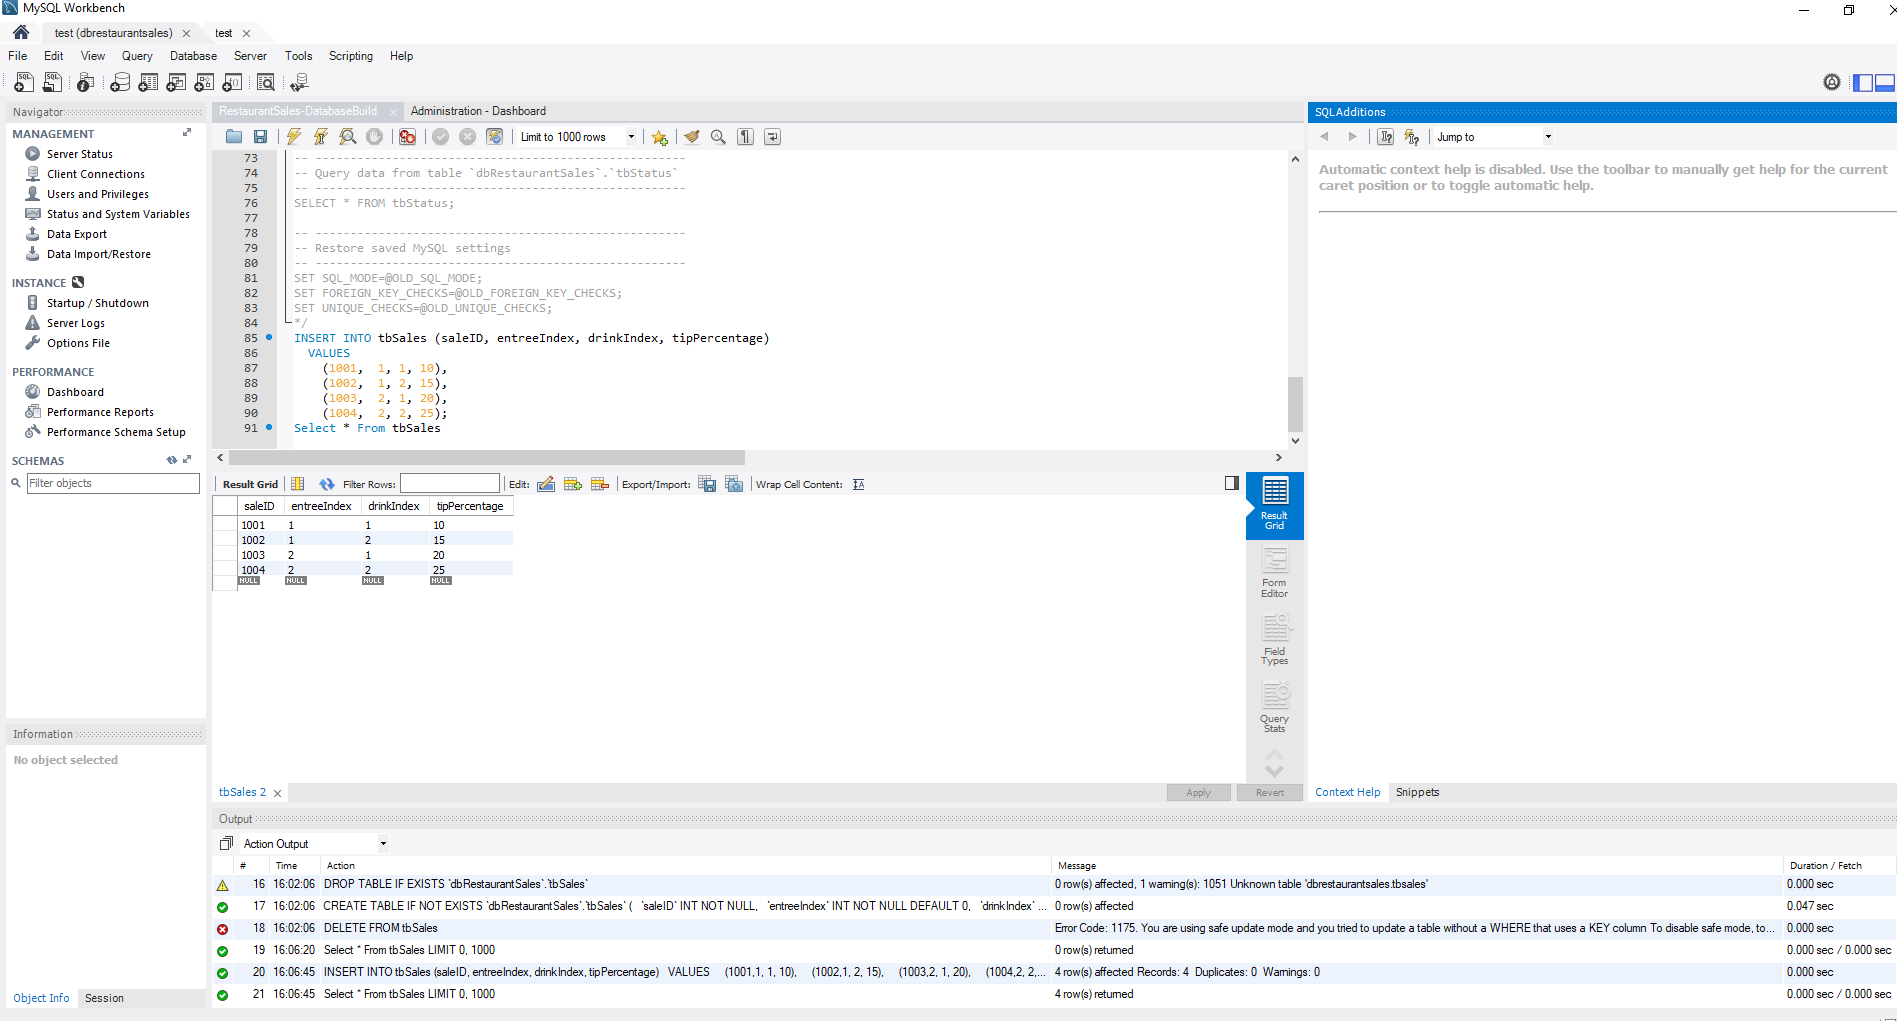 MySQL Workbench
test (dbrestaurantsales)
test
File Edit View Query Database Server Tools Scripting Help
Navigator
MANAGEMENT
Server Status
Client Connections
Users and Privileges
Status and System Variables
Data Export
Data Import/Restore
INSTANCE
Startup / Shutdown
Server Logs
Options File
PERFORMANCE
Dashboard
Performance Reports
Performance Schema Setup
SCHEMAS
Filter objects
Information
No object selected
Object Info Session
RestaurantSales-DatabaseBuild Administration - Dashboard
Limit to 1000 rows
73 -- -----------------------------------------------------
74 -- Query data from table `dbRestaurantSales`.`tbStatus`
75 -- -----------------------------------------------------
76 SELECT * FROM tbStatus;
77
78 -- -----------------------------------------------------
79 -- Restore saved MySQL settings
80 -- -----------------------------------------------------
81 SET SQL_MODE=@OLD_SQL_MODE;
82 SET FOREIGN_KEY_CHECKS=@OLD_FOREIGN_KEY_CHECKS;
83 SET UNIQUE_CHECKS=@OLD_UNIQUE_CHECKS;
84 */
85 INSERT INTO tbSales (saleID, entreeIndex, drinkIndex, tipPercentage)
86 VALUES
87 (1001, 1, 1, 10),
88 (1002, 1, 2, 15),
89 (1003, 2, 1, 20),
90 (1004, 2, 2, 25);
91 Select * From tbSales
Result Grid Filter Rows: Edit: Export/Import: Wrap Cell Content:
saleID entreeIndex drinkIndex tipPercentage
1001 1 1 10
1002 1 2 15
1003 2 1 20
1004 2 2 25
NULL NULL NULL NULL
Result Grid
Form Editor
Field Types
Query Stats
tbSales 2 Apply Revert
SQLAdditions
Jump to
Automatic context help is disabled. Use the toolbar to manually get help for the current
caret position or to toggle automatic help.
Context Help Snippets
Output
Action Output
# Time Action Message Duration / Fetch
16 16:02:06 DROP TABLE IF EXISTS `dbRestaurantSales`.`tbSales` 0 row(s) affected, 1 warning(s): 1051 Unknown table 'dbrestaurantsales.tbsales' 0.000 sec
17 16:02:06 CREATE TABLE IF NOT EXISTS `dbRestaurantSales`.`tbSales` ( `saleID` INT NOT NULL, `entreeIndex` INT NOT NULL DEFAULT 0, `drinkIndex` ... 0 row(s) affected 0.047 sec
18 16:02:06 DELETE FROM tbSales Error Code: 1175. You are using safe update mode and you tried to update a table without a WHERE that uses a KEY column To disable safe mode, to... 0.000 sec
19 16:06:20 Select * From tbSales LIMIT 0, 1000 0 row(s) returned 0.000 sec / 0.000 sec
20 16:06:45 INSERT INTO tbSales (saleID, entreeIndex, drinkIndex, tipPercentage) VALUES (1001,1, 1, 10), (1002,1, 2, 15), (1003,2, 1, 20), (1004,2, 2,... 4 row(s) affected Records: 4 Duplicates: 0 Warnings: 0 0.000 sec
21 16:06:45 Select * From tbSales LIMIT 0, 1000 4 row(s) returned 0.000 sec / 0.000 sec